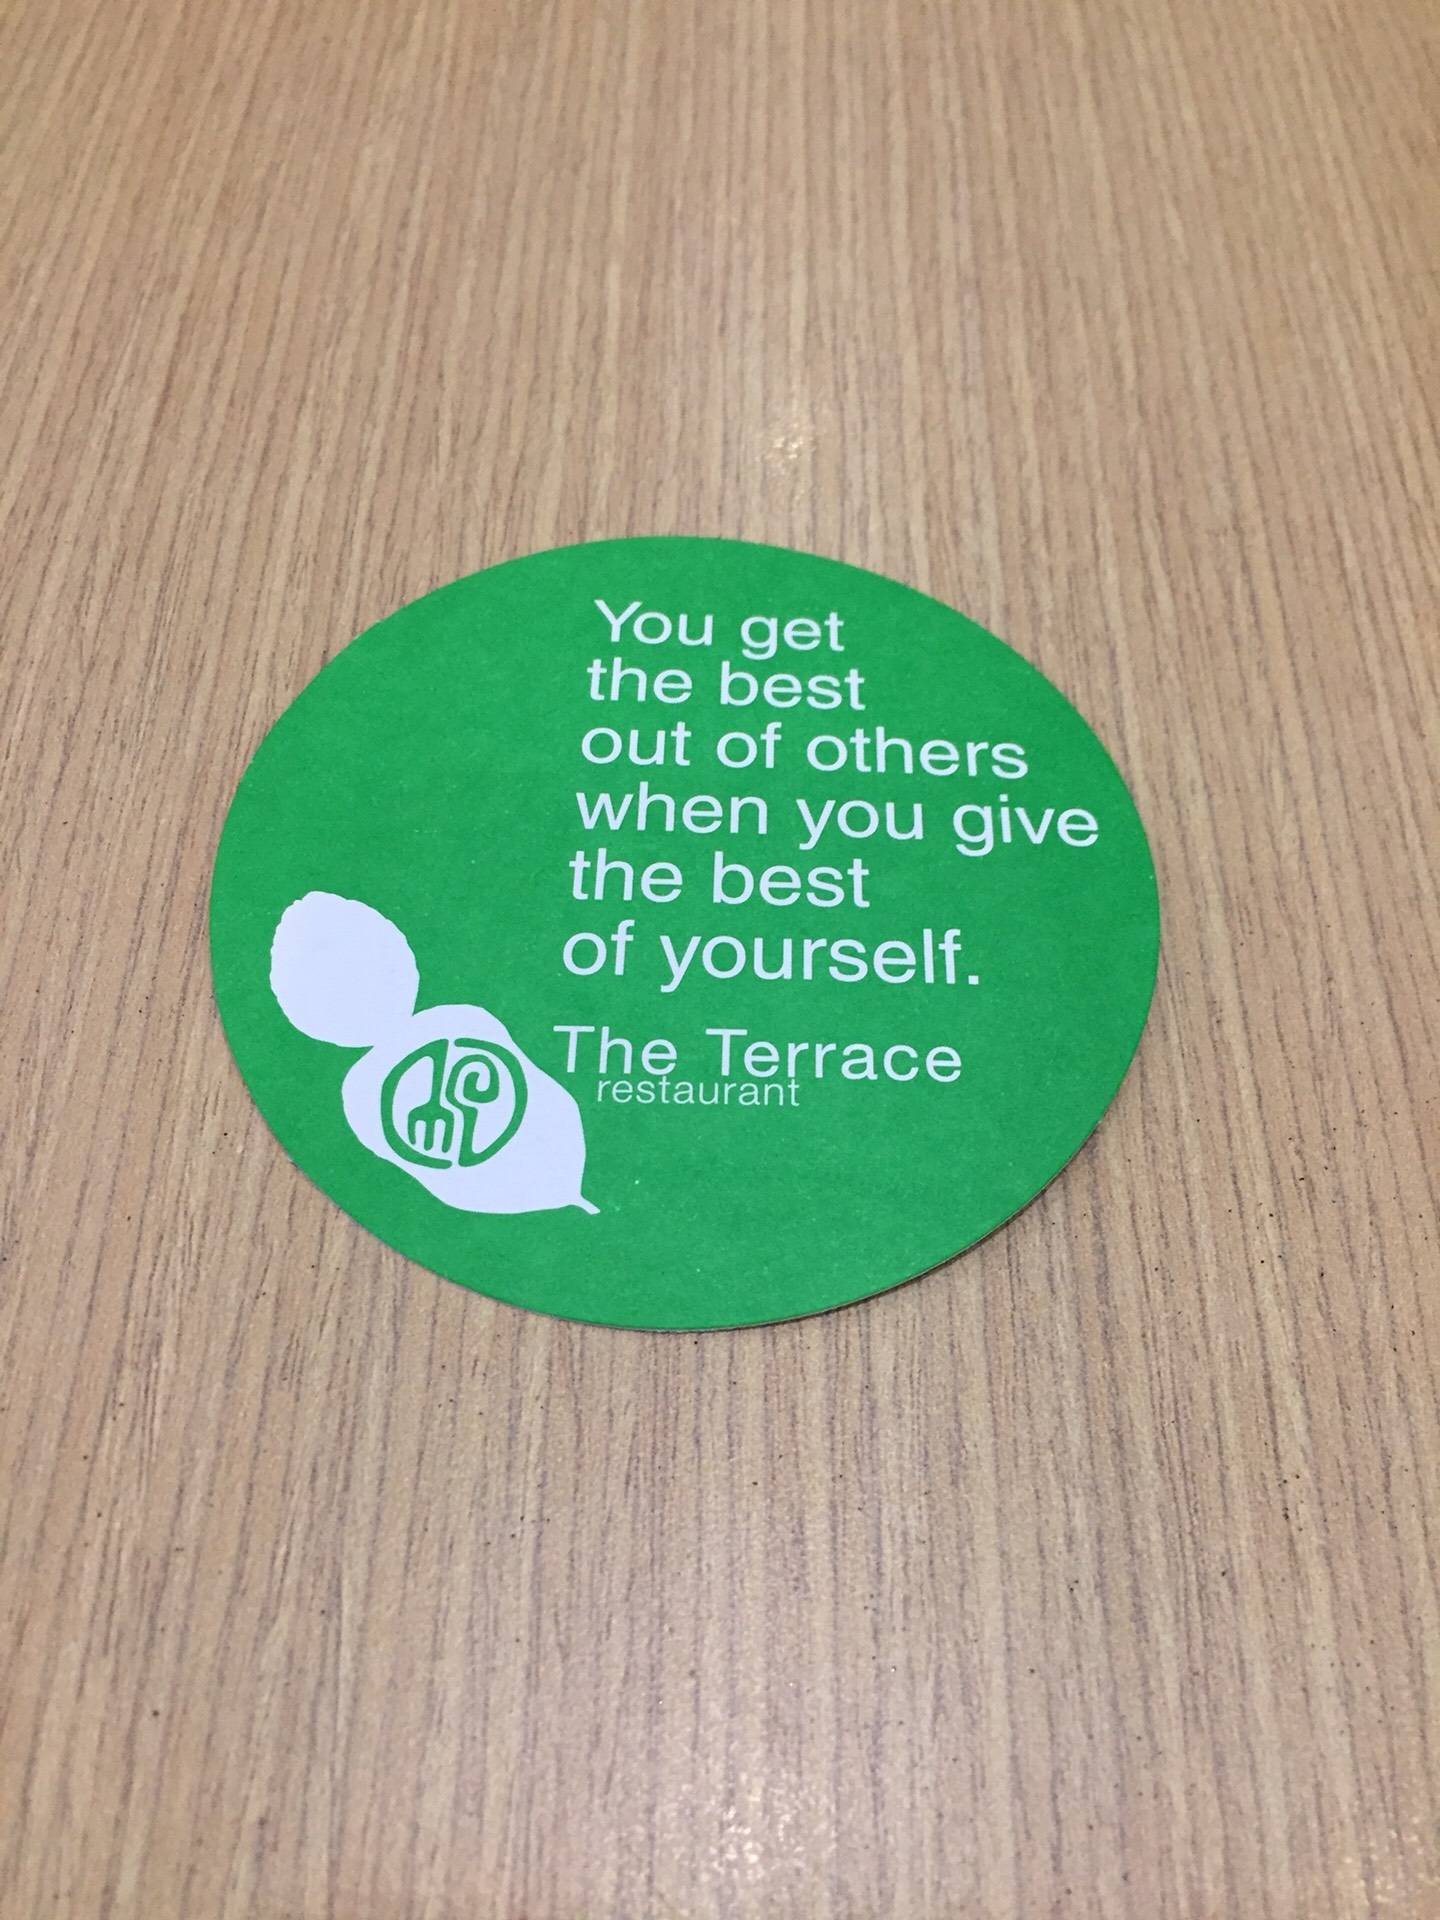 You get
the best
out of others
when you give
the best
of yourself.
The Terrace
restaurant